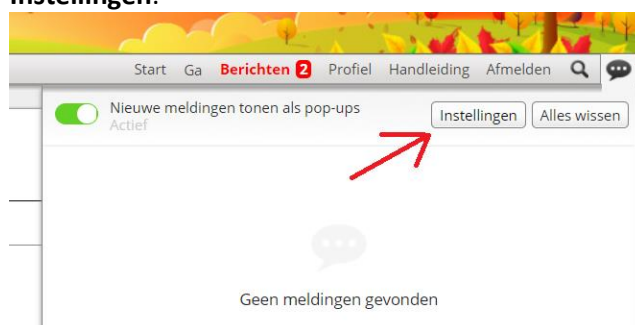 Instellingen.
Start Ga Berichten 2 Profiel Handleiding Afmelden
Nieuwe meldingen tonen als pop-ups
Instellingen Alles wissen
Actief
Geen meldingen gevonden